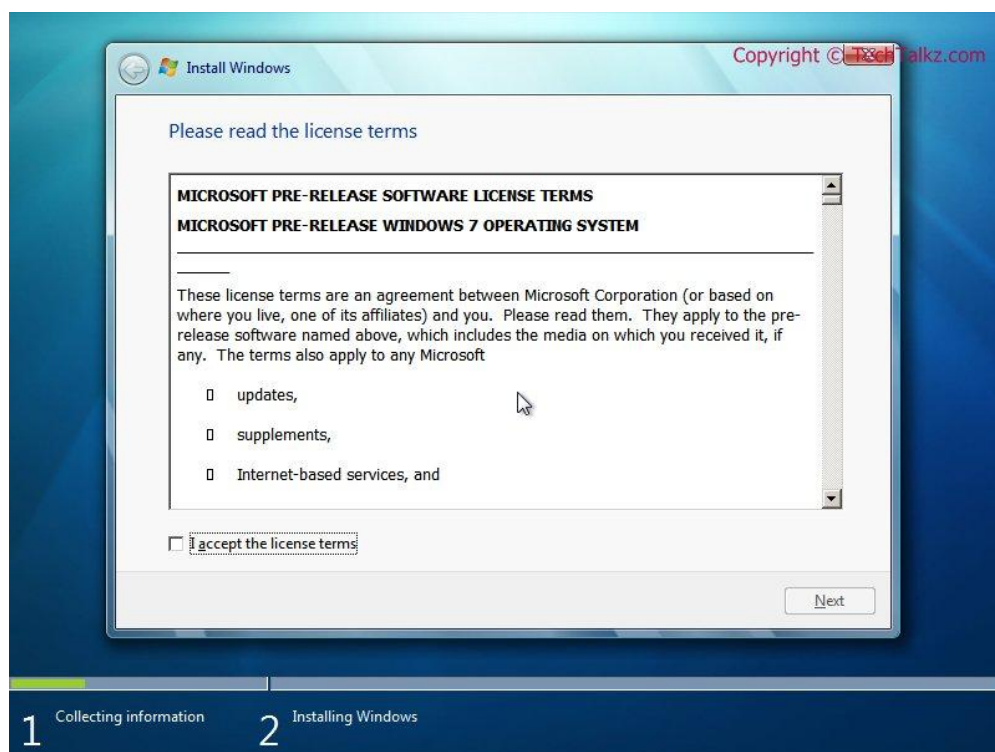 Copyright © TechTalkz.com
Install Windows
Please read the license terms
MICROSOFT PRE-RELEASE SOFTWARE LICENSE TERMS
MICROSOFT PRE-RELEASE WINDOWS 7 OPERATING SYSTEM
These license terms are an agreement between Microsoft Corporation (or based on
where you live, one of its affiliates) and you.  Please read them.  They apply to the pre-
release software named above, which includes the media on which you received it, if
any.  The terms also apply to any Microsoft
updates,
supplements,
Internet-based services, and
I accept the license terms
Next
1 Collecting information
2 Installing Windows